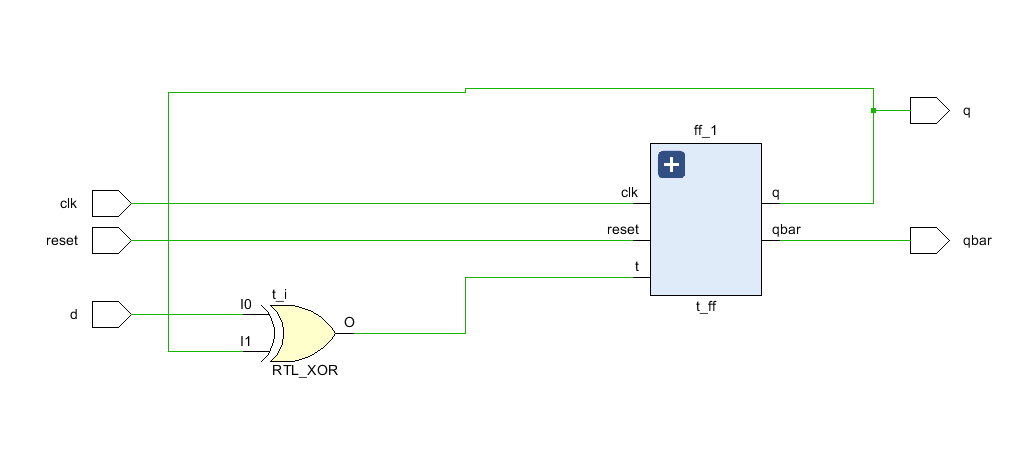 q
ff_1
clk
clk
q
reset
reset
qbar
qbar
t
t_i
I0
d
O
t_ff
I1
RTL_XOR